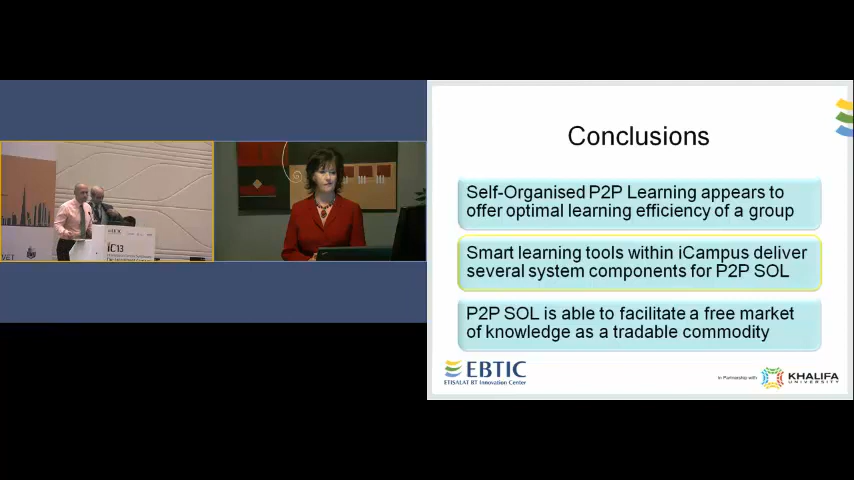 Conclusions
Self-Organised P2P Learning appears to
offer optimal learning efficiency of a group
Smart learning tools within iCampus deliver
several system components for P2P SOL
P2P SOL is able to facilitate a free market
of knowledge as a tradable commodity
EBTIC
ETISALAT BT Innovation Center
in Partnership with
KHALIFA
UNIVERSITY
iC13